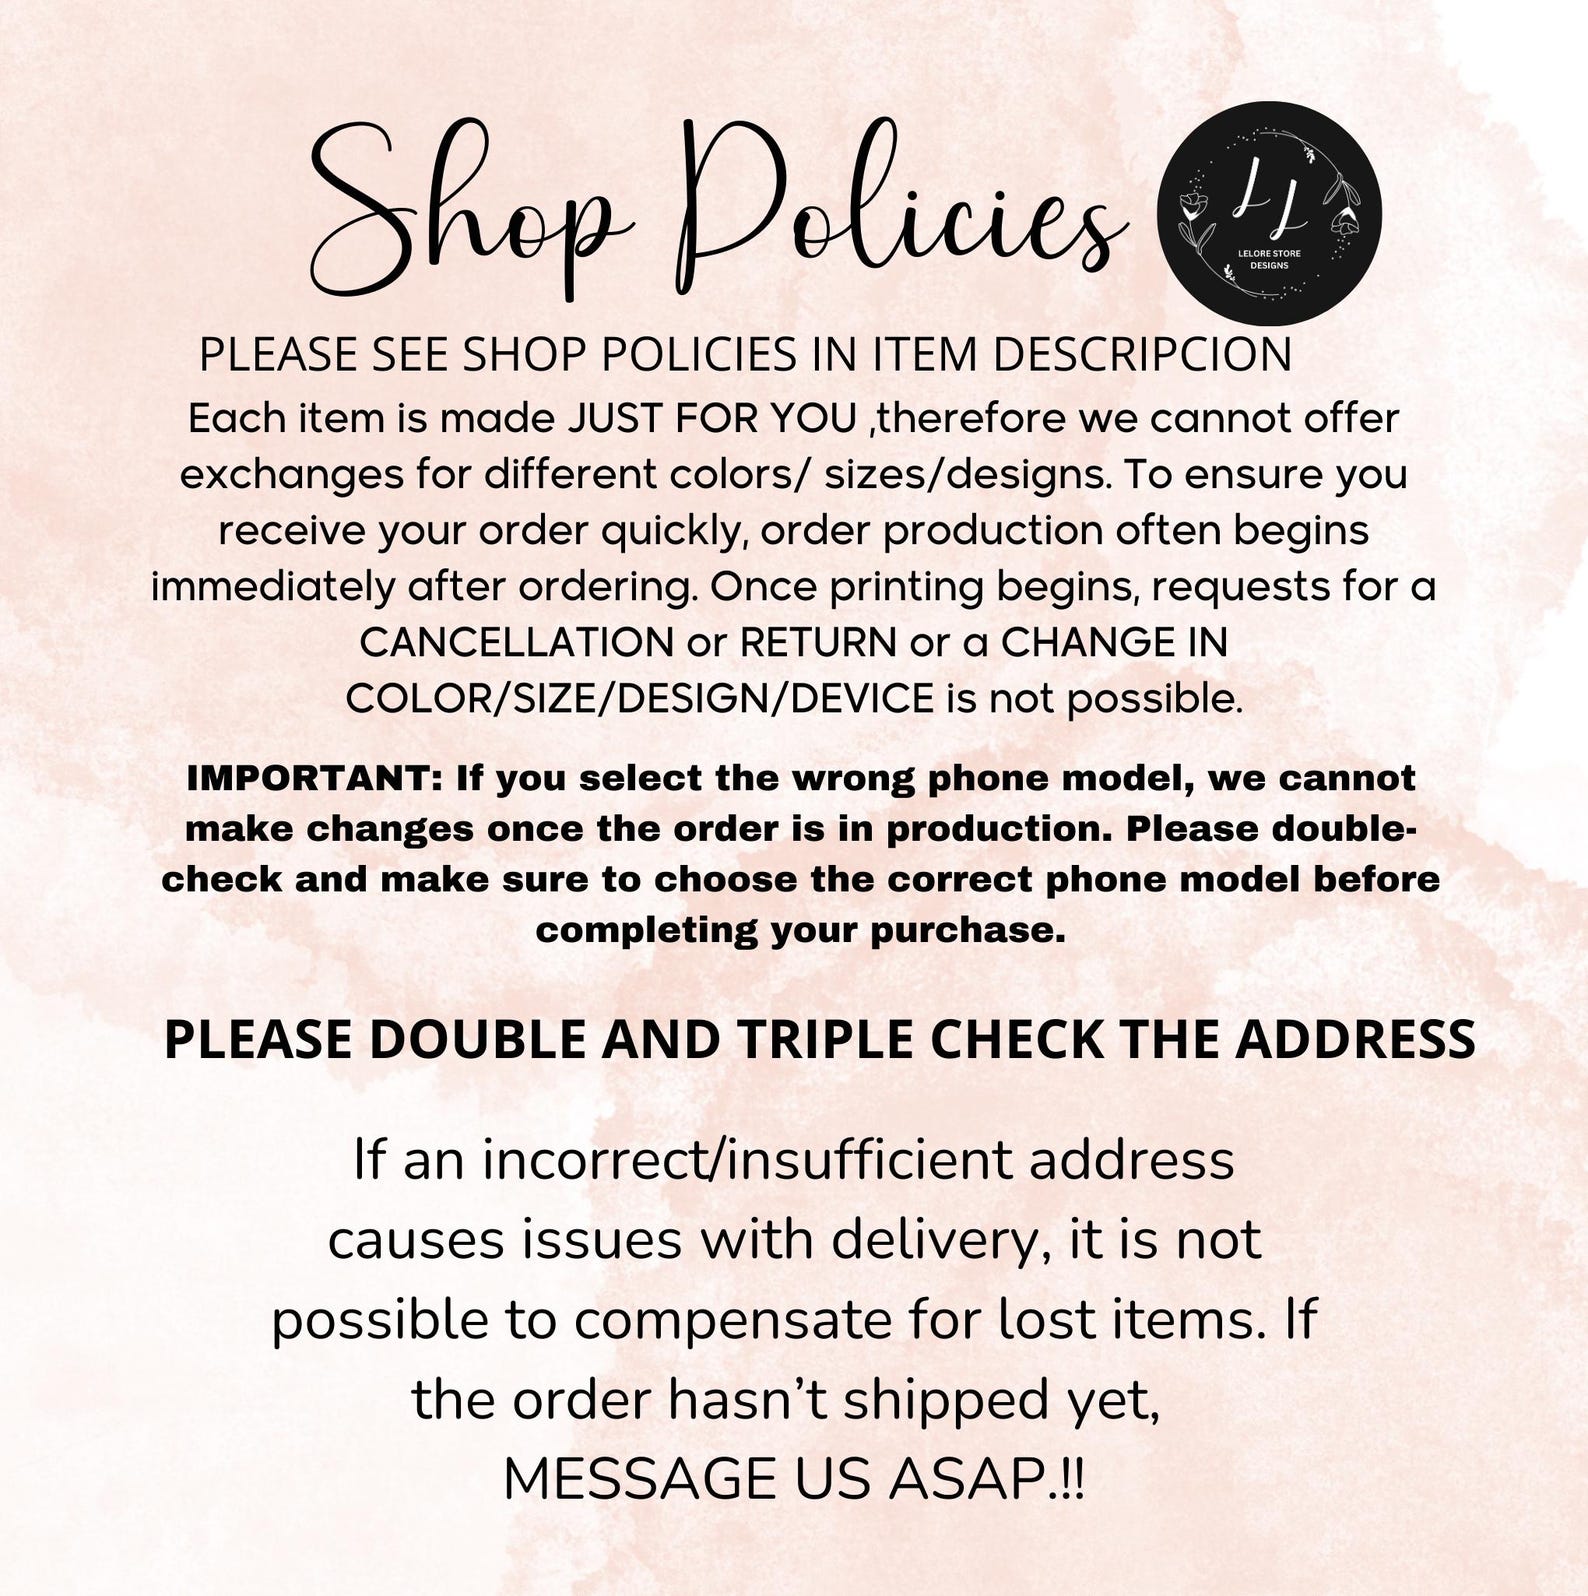 Shop Policies
LL
LELORE STORE
DESIGNS
PLEASE SEE SHOP POLICIES IN ITEM DESCRIPCION
Each item is made JUST FOR YOU ,therefore we cannot offer
exchanges for different colors/ sizes/designs. To ensure you
receive your order quickly, order production often begins
immediately after ordering. Once printing begins, requests for a
CANCELLATION or RETURN or a CHANGE IN
COLOR/SIZE/DESIGN/DEVICE is not possible.
IMPORTANT: If you select the wrong phone model, we cannot
make changes once the order is in production. Please double-
check and make sure to choose the correct phone model before
completing your purchase.
PLEASE DOUBLE AND TRIPLE CHECK THE ADDRESS
If an incorrect/insufficient address
causes issues with delivery, it is not
possible to compensate for lost items. If
the order hasn’t shipped yet,
MESSAGE US ASAP.!!